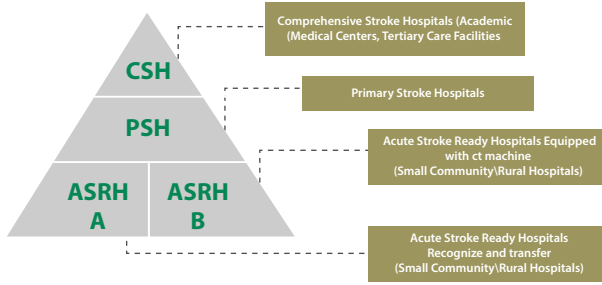 Comprehensive Stroke Hospitals (Academic
(Medical Centers, Tertiary Care Facilities
CSH
Primary Stroke Hospitals
PSH
Acute Stroke Ready Hospitals Equipped
with ct machine
(Small Community\Rural Hospitals)
ASRH
A
ASRH
B
Acute Stroke Ready Hospitals
Recognize and transfer
(Small Community\Rural Hospitals)